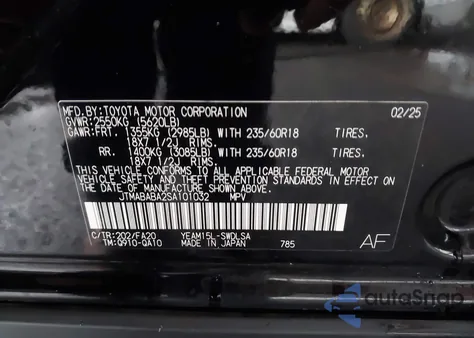 MFD.BY:TOYOTA MOTOR CORPORATION 02/25
GVWR:2550KG (5620LB)
GAWR:FRT. 1355KG (2985LB) WITH 235/60R18 TIRES.
18X7 1/2J RIMS.
RR. 1400KG (3085LB) WITH 235/60R18 TIRES.
18X7 1/2J RIMS.
THIS VEHICLE CONFORMS TO ALL APPLICABLE FEDERAL MOTOR
VEHICLE SAFETY, BUMPER, AND THEFT PREVENTION STANDARDS
IN EFFECT ON THE DATE OF MANUFACTURE SHOWN ABOVE.
JTMABABA2SA101032 MPV
C/TR:202/FA20 YEAM15L-SWDLSA
TM:Q910-QA10 MADE IN JAPAN 785 AF
autoSnap